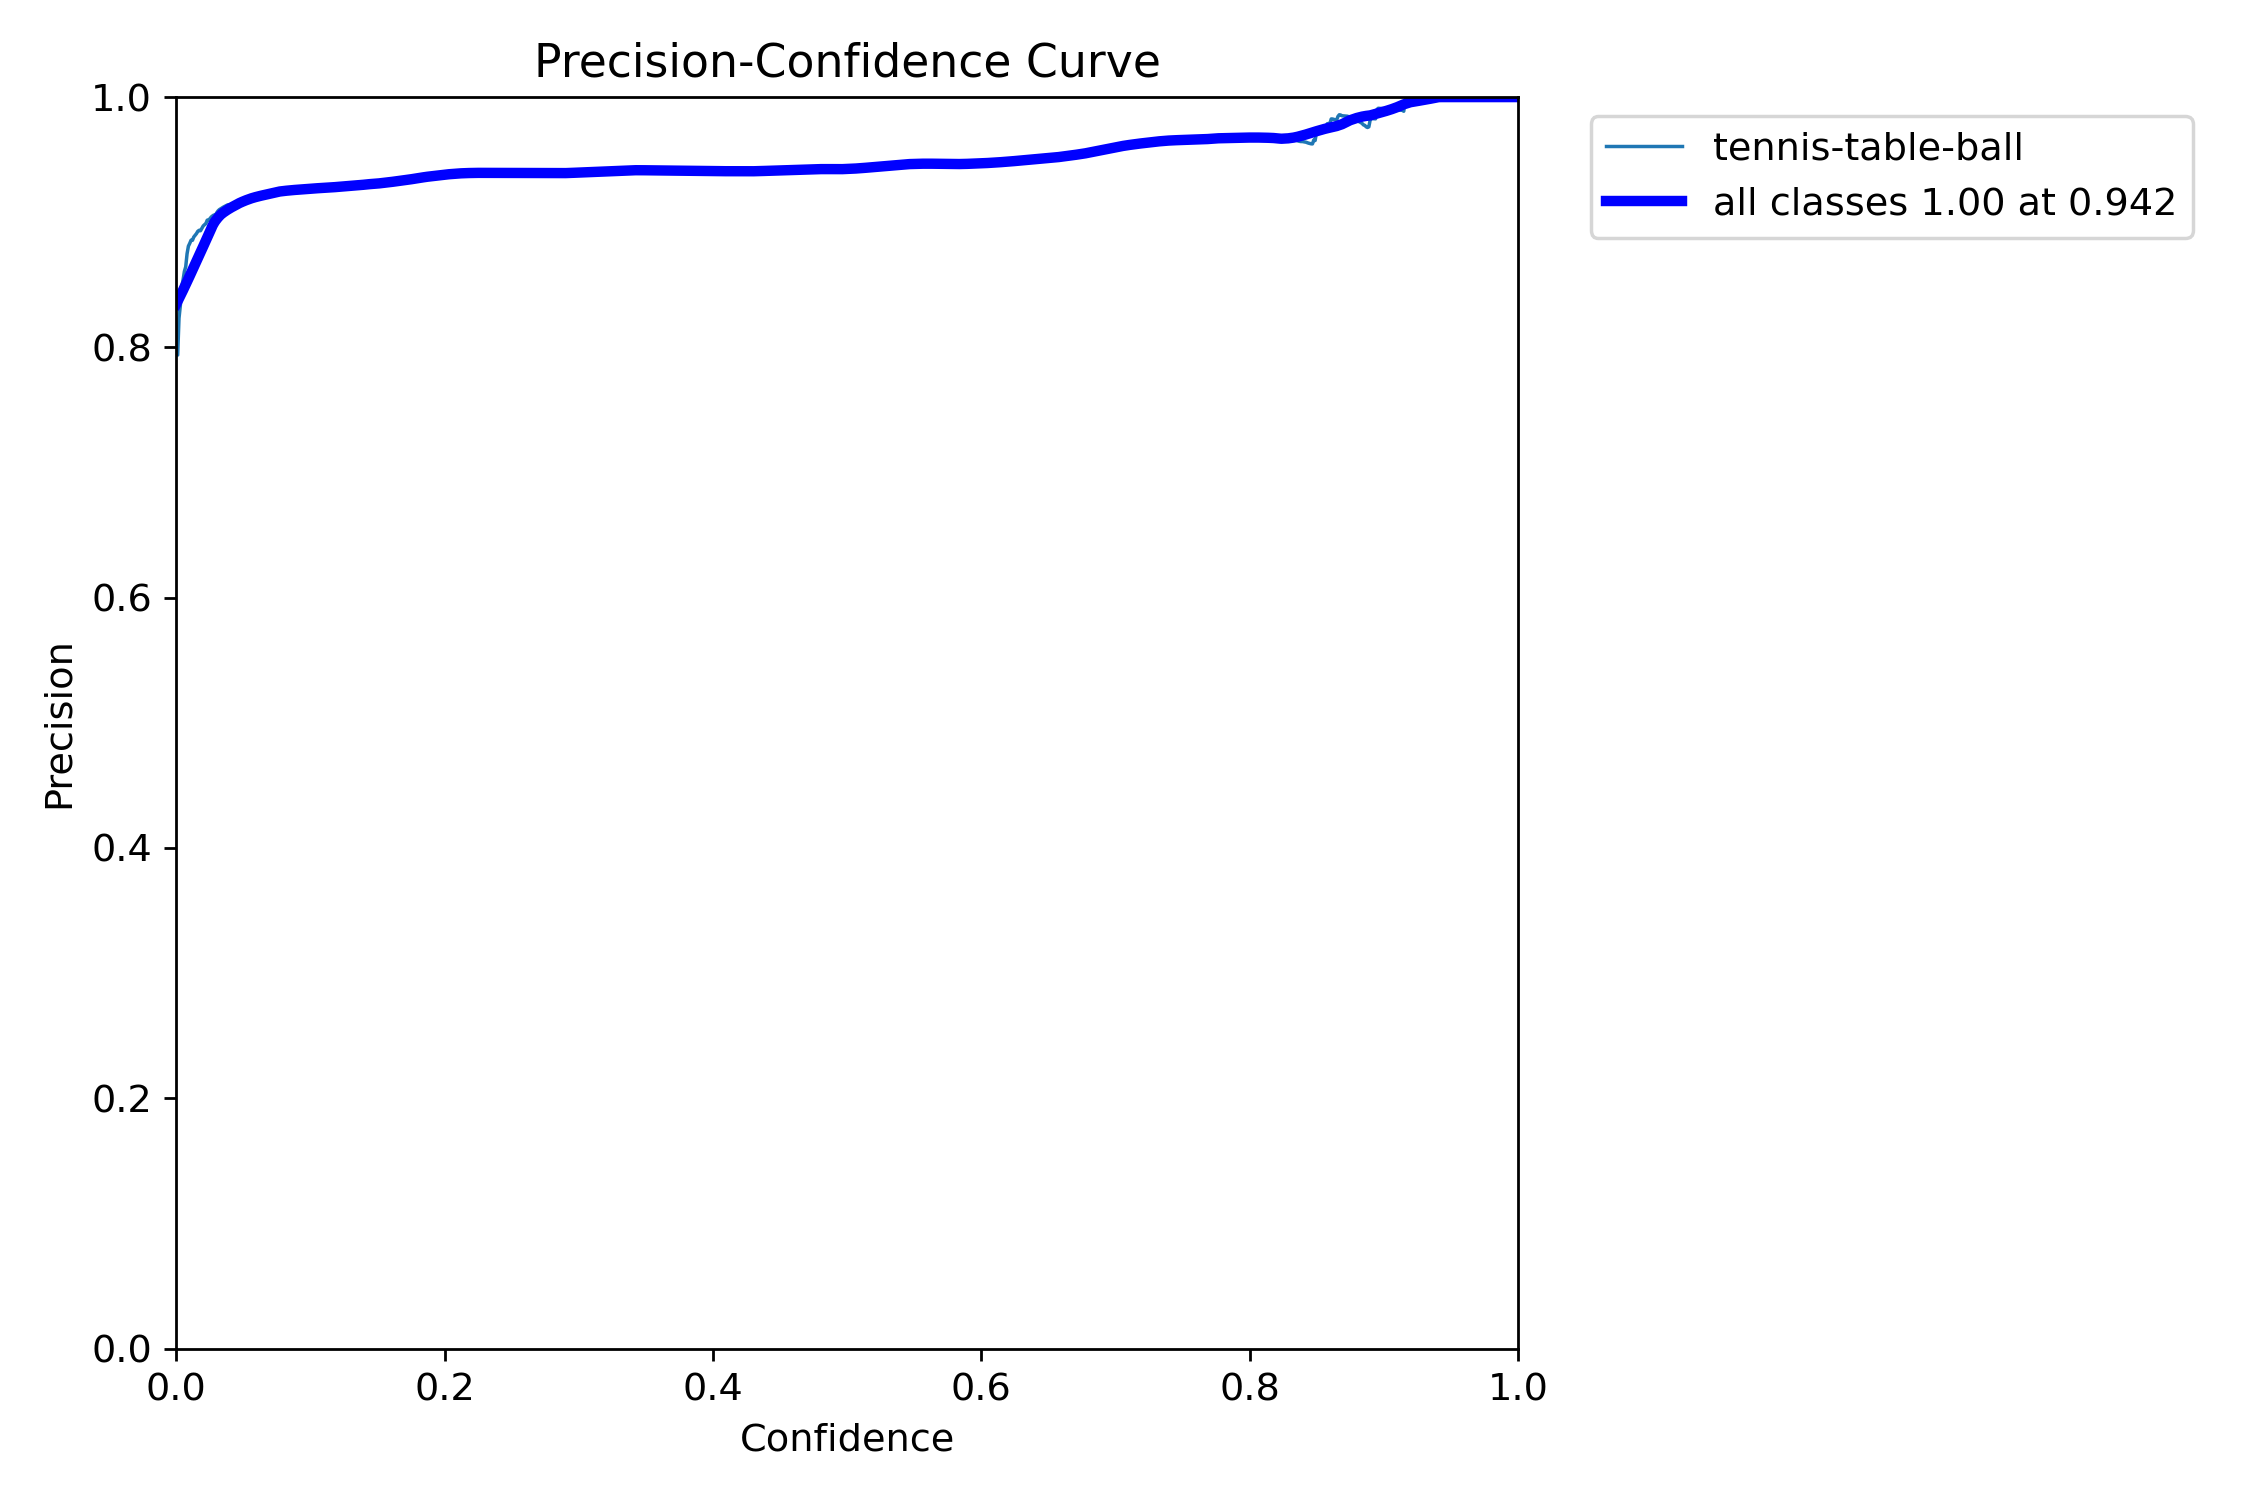 Precision-Confidence Curve
1.0
0.8
0.6
0.4
0.2
0.0
Precision
0.0 0.2 0.4 0.6 0.8 1.0
Confidence
tennis-table-ball
all classes 1.00 at 0.942